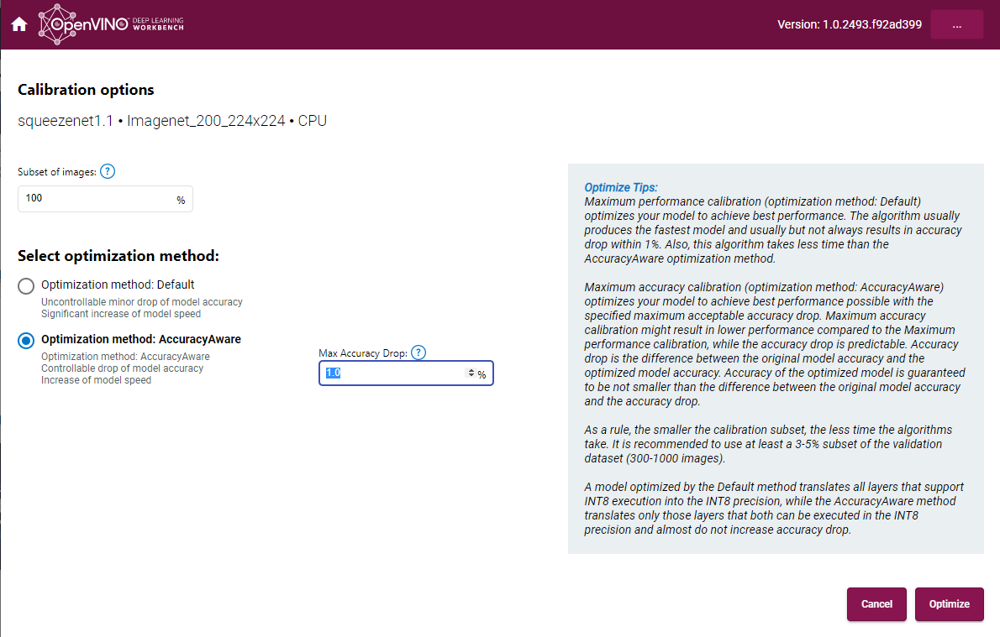 OpenVINO DEEP LEARNING WORKBENCH
Version: 1.0.2493.f92ad399
...
Calibration options
squeezenet1.1 • Imagenet_200_224x224 • CPU
Subset of images: ?
100 %
Select optimization method:
Optimization method: Default
Uncontrollable minor drop of model accuracy
Significant increase of model speed
Optimization method: AccuracyAware
Optimization method: AccuracyAware
Controllable drop of model accuracy
Increase of model speed
Max Accuracy Drop: ?
1.0 %
Optimize Tips:
Maximum performance calibration (optimization method: Default)
optimizes your model to achieve best performance. The algorithm usually
produces the fastest model and usually but not always results in accuracy
drop within 1%. Also, this algorithm takes less time than the
AccuracyAware optimization method.
Maximum accuracy calibration (optimization method: AccuracyAware)
optimizes your model to achieve best performance possible with the
specified maximum acceptable accuracy drop. Maximum accuracy
calibration might result in lower performance compared to the Maximum
performance calibration, while the accuracy drop is predictable. Accuracy
drop is the difference between the original model accuracy and the
optimized model accuracy. Accuracy of the optimized model is guaranteed
to be not smaller than the difference between the original model accuracy
and the accuracy drop.
As a rule, the smaller the calibration subset, the less time the algorithms
take. It is recommended to use at least a 3-5% subset of the validation
dataset (300-1000 images).
A model optimized by the Default method translates all layers that support
INT8 execution into the INT8 precision, while the AccuracyAware method
translates only those layers that both can be executed in the INT8
precision and almost do not increase accuracy drop.
Cancel
Optimize